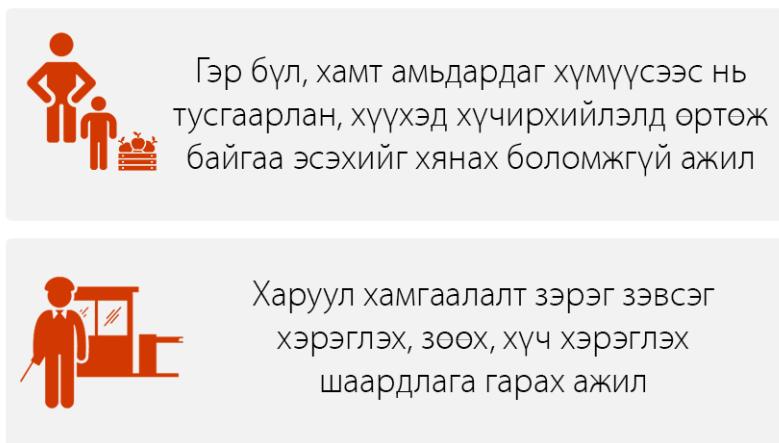 Гэр бүл, хамт амьдардаг хүмүүсээс нь
тусгаарлан, хүүхэд хүчирхийлэлд өртөж
байгаа эсэхийг хянах боломжгүй ажил
Харуул хамгаалалт зэрэг зэвсэг
хэрэглэх, зөөх, хүч хэрэглэх
шаардлага гарах ажил